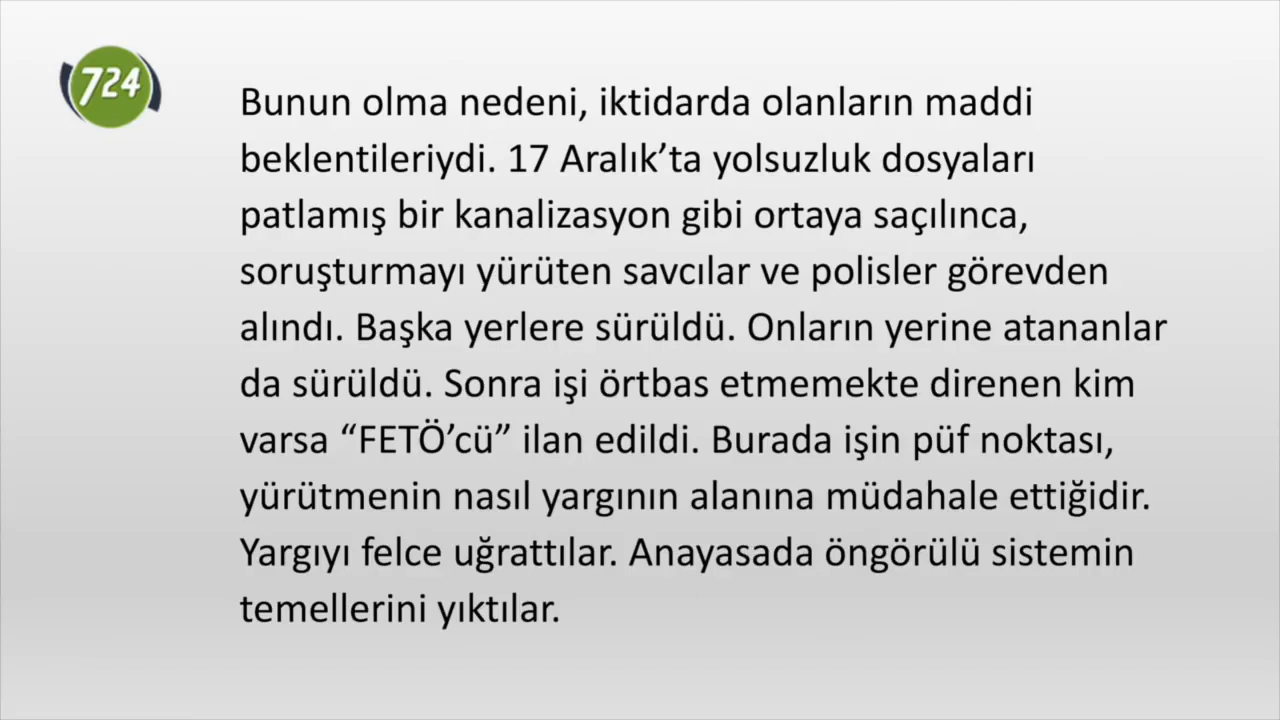 724
Bunun olma nedeni, iktidarda olanların maddi
beklentileriydi. 17 Aralık’ta yolsuzluk dosyaları
patlamış bir kanalizasyon gibi ortaya saçılınca,
soruşturmayı yürüten savcılar ve polisler görevden
alındı. Başka yerlere sürüldü. Onların yerine atananlar
da sürüldü. Sonra işi örtbas etmemekte direnen kim
varsa “FETÖ’cü” ilan edildi. Burada işin püf noktası,
yürütmenin nasıl yargının alanına müdahale ettiğidir.
Yargıyı felce uğrattılar. Anayasada öngörülü sistemin
temellerini yıktılar.